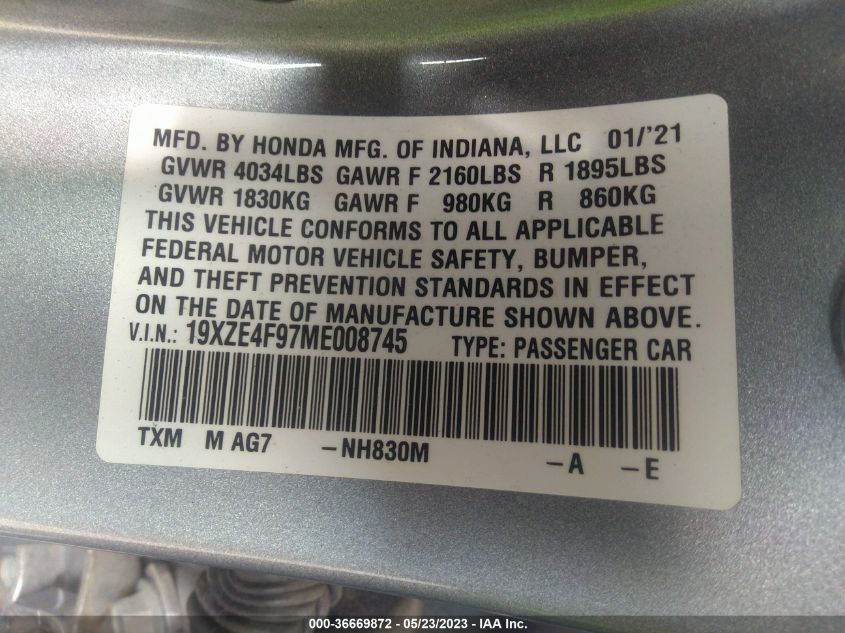 MFD. BY HONDA MFG. OF INDIANA, LLC 01/'21
GVWR 4034LBS GAWR F 2160LBS R 1895LBS
GVWR 1830KG GAWR F 980KG R 860KG
THIS VEHICLE CONFORMS TO ALL APPLICABLE
FEDERAL MOTOR VEHICLE SAFETY, BUMPER,
AND THEFT PREVENTION STANDARDS IN EFFECT
ON THE DATE OF MANUFACTURE SHOWN ABOVE.
V.I.N.: 19XZE4F97ME008745 TYPE: PASSENGER CAR
TXM M AG7 –NH830M –A –E
000-36669872 — 05/23/2023 — IAA Inc.